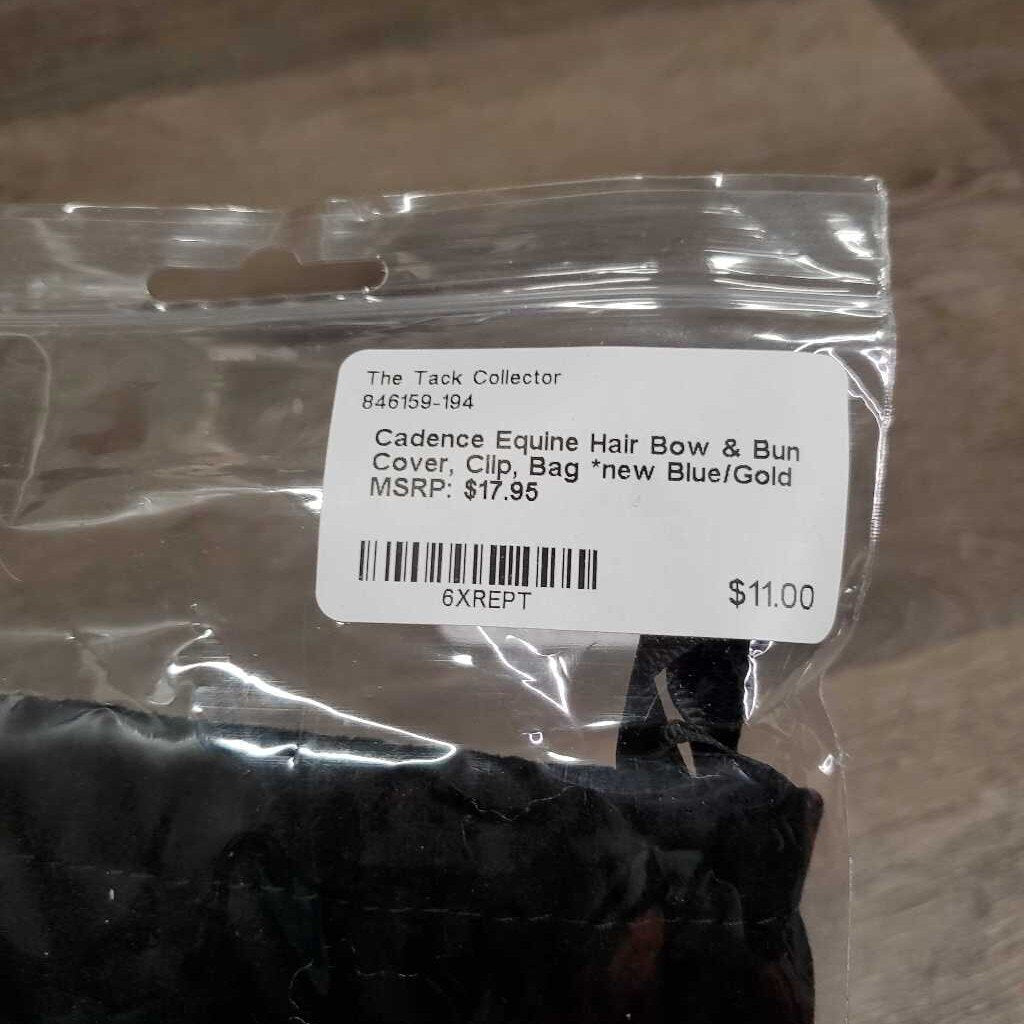 The Tack Collector
846159-194
Cadence Equine Hair Bow & Bun
Cover, Clip, Bag *new Blue/Gold
MSRP: $17.95
6XREPT
$11.00